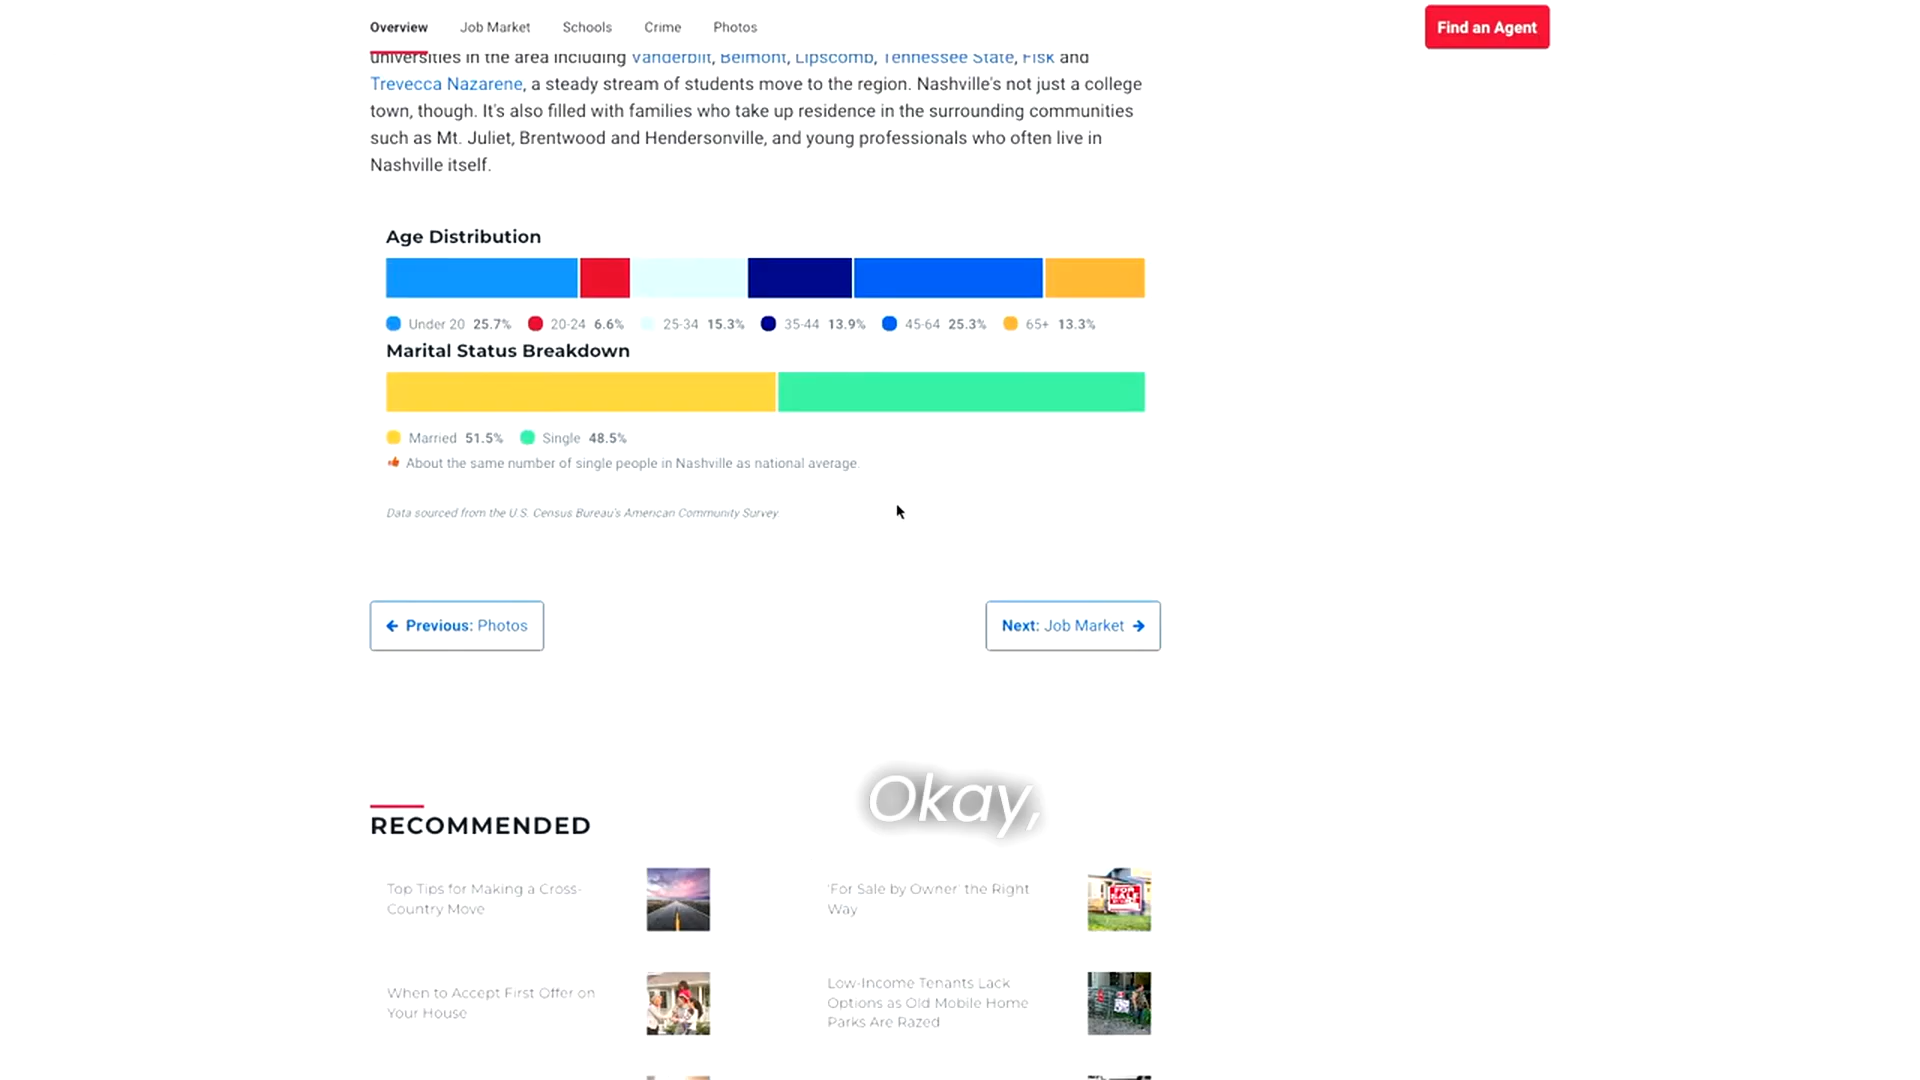 Overview Job Market Schools Crime Photos
Find an Agent
universities in the area including Vanderbilt, Belmont, Lipscomb, Tennessee State, Fisk and
Trevecca Nazarene, a steady stream of students move to the region. Nashville's not just a college
town, though. It's also filled with families who take up residence in the surrounding communities
such as Mt. Juliet, Brentwood and Hendersonville, and young professionals who often live in
Nashville itself.
Age Distribution
Under 20 25.7% 20-24 6.6% 25-34 15.3% 35-44 13.9% 45-64 25.3% 65+ 13.3%
Marital Status Breakdown
Married 51.5% Single 48.5%
About the same number of single people in Nashville as national average.
Data sourced from the U.S. Census Bureau's American Community Survey.
Previous: Photos
Next: Job Market
Okay,
RECOMMENDED
Top Tips for Making a Cross-
Country Move
'For Sale by Owner' the Right
Way
FOR
SALE
When to Accept First Offer on
Your House
Low-Income Tenants Lack
Options as Old Mobile Home
Parks Are Razed